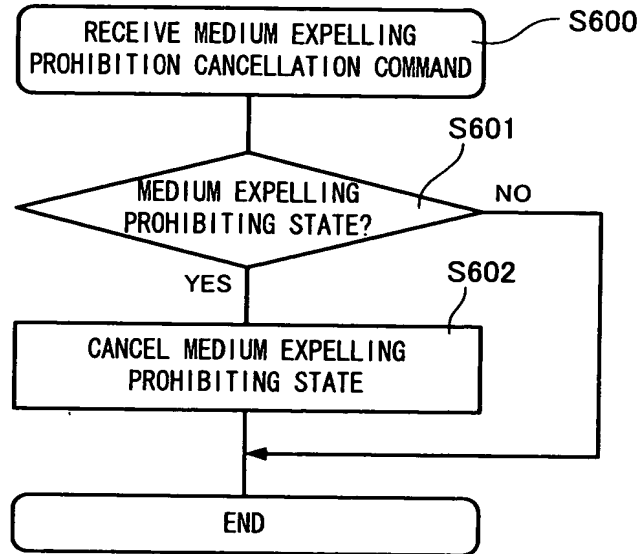 RECEIVE MEDIUM EXPELLING
PROHIBITION CANCELLATION COMMAND
S600
S601
MEDIUM EXPELLING
PROHIBITING STATE?
NO
YES
S602
CANCEL MEDIUM EXPELLING
PROHIBITING STATE
END